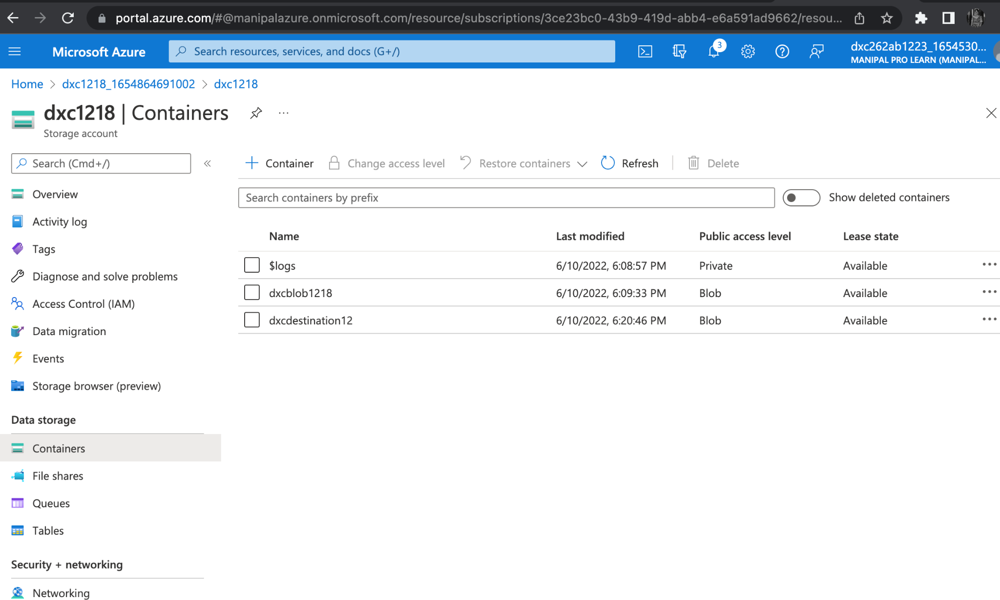 portal.azure.com/#@manipalazure.onmicrosoft.com/resource/subscriptions/3ce23bc0-43b9-419d-abb4-e6a591ad9662/resou...
Microsoft Azure
Search resources, services, and docs (G+/)
3
dxc262ab1223_1654530...
MANIPAL PRO LEARN (MANIPAL...
Home > dxc1218_1654864691002 > dxc1218
dxc1218 | Containers
...
Storage account
Search (Cmd+/)
«
Container
Change access level
Restore containers
Refresh
Delete
Search containers by prefix
Show deleted containers
Overview
Activity log
Tags
Diagnose and solve problems
Access Control (IAM)
Data migration
Events
Storage browser (preview)
Data storage
Containers
File shares
Queues
Tables
Security + networking
Networking
Name Last modified Public access level Lease state
$logs 6/10/2022, 6:08:57 PM Private Available ...
dxcblob1218 6/10/2022, 6:09:33 PM Blob Available ...
dxcdestination12 6/10/2022, 6:20:46 PM Blob Available ...